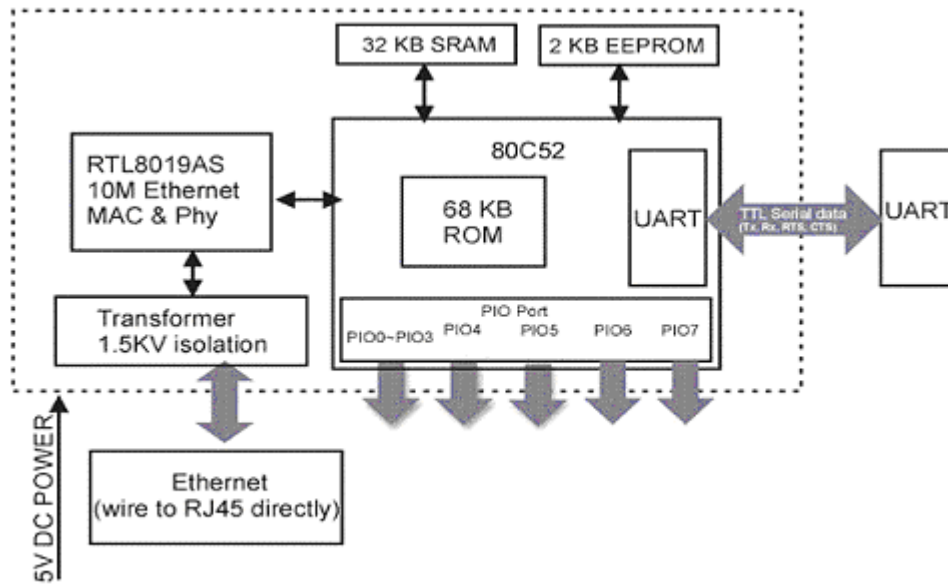 32 KB SRAM
2 KB EEPROM
80C52
RTL8019AS
10M Ethernet
MAC & Phy
68 KB
ROM
UART
TTL Serial data
(Tx, Rx, RTS, CTS)
UART
Transformer
1.5KV isolation
PIO Port
PIO0~PIO3 PIO4 PIO5 PIO6 PIO7
5V DC POWER
Ethernet
(wire to RJ45 directly)